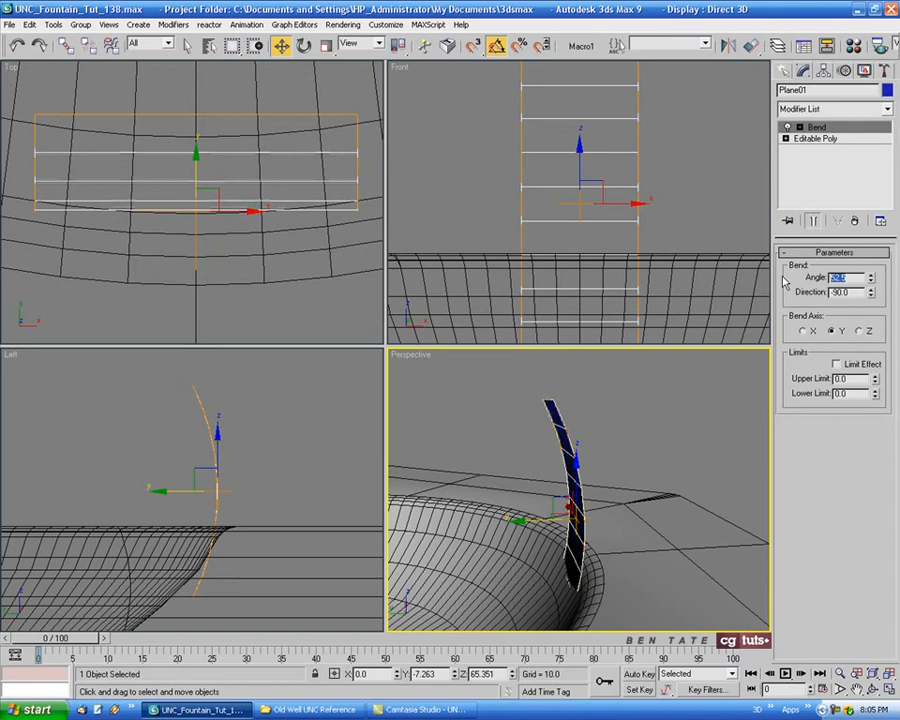 UNC_Fountain_Tut_138.max - Project Folder: C:\Documents and Settings\HP_Administrator\My Documents\3dsmax - Autodesk 3ds Max 9 - Display : Direct 3D
File Edit Tools Group Views Create Modifiers reactor Animation Graph Editors Rendering Customize MAXScript Help
All View Macro1
Top
Front
Plane01
Modifier List
Bend
Editable Poly
Parameters
Bend:
Angle:
Direction: -90.0
Bend Axis:
X Y Z
Limits
Limit Effect
Upper Limit: 0.0
Lower Limit: 0.0
Left
Perspective
BEN TATE cg tuts+
0 / 100
0 5 10 15 20 25 30 35 40 45 50 55 60 65 70 75 80 85 90 95 100
1 Object Selected X: 0.0 Y: -7.263 Z: 65.351 Grid = 10.0 Auto Key Selected
Click and drag to select and move objects Add Time Tag Set Key Key Filters... 0
start UNC_Fountain_Tut_1... Old Well UNC Reference Camtasia Studio - UN... 3D Apps 8:05 PM